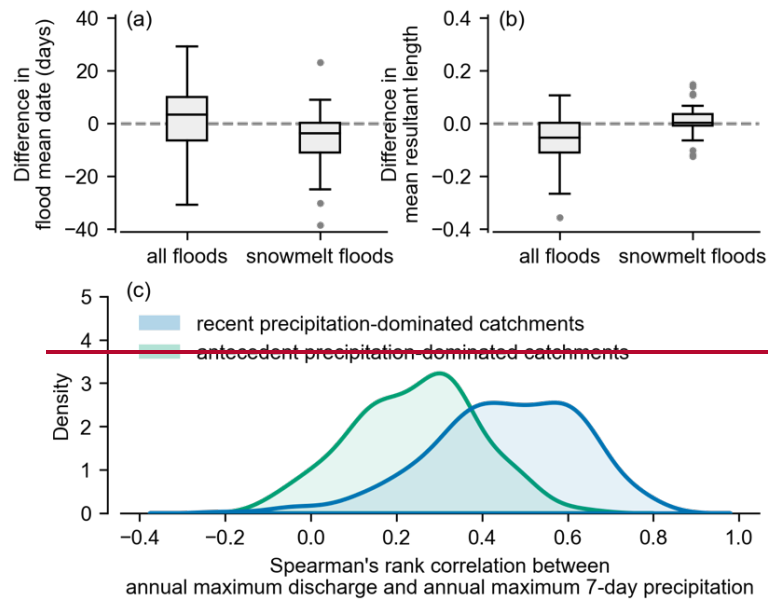 (a)
40
20
0
−20
−40
Difference in
flood mean date (days)
all floods
snowmelt floods
(b)
0.4
0.2
0.0
−0.2
−0.4
Difference in
mean resultant length
all floods
snowmelt floods
(c)
recent precipitation-dominated catchments
antecedent precipitation-dominated catchments
5
4
3
2
1
0
Density
−0.4 −0.2 0.0 0.2 0.4 0.6 0.8 1.0
Spearman's rank correlation between
annual maximum discharge and annual maximum 7-day precipitation